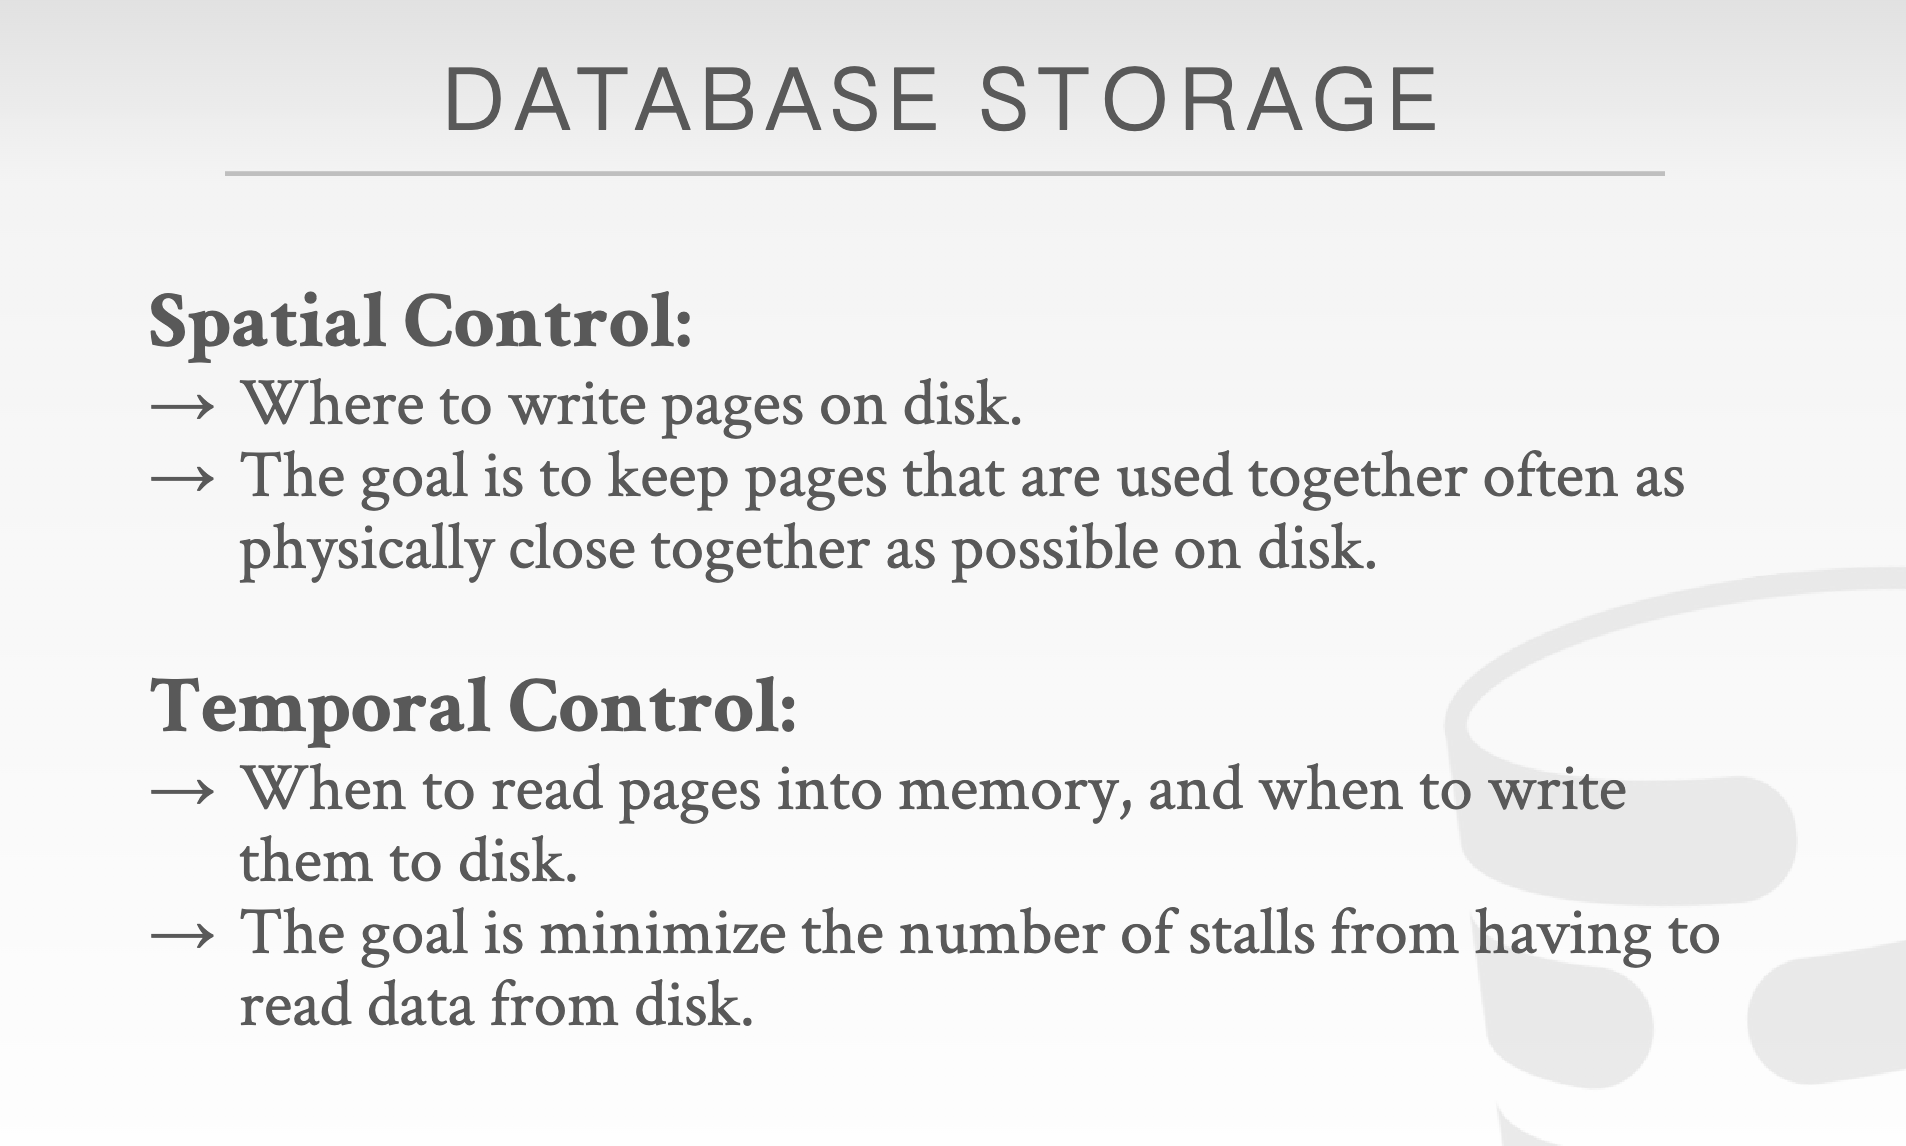 DATABASE STORAGE
Spatial Control:
→ Where to write pages on disk.
→ The goal is to keep pages that are used together often as
physically close together as possible on disk.
Temporal Control:
→ When to read pages into memory, and when to write
them to disk.
→ The goal is minimize the number of stalls from having to
read data from disk.